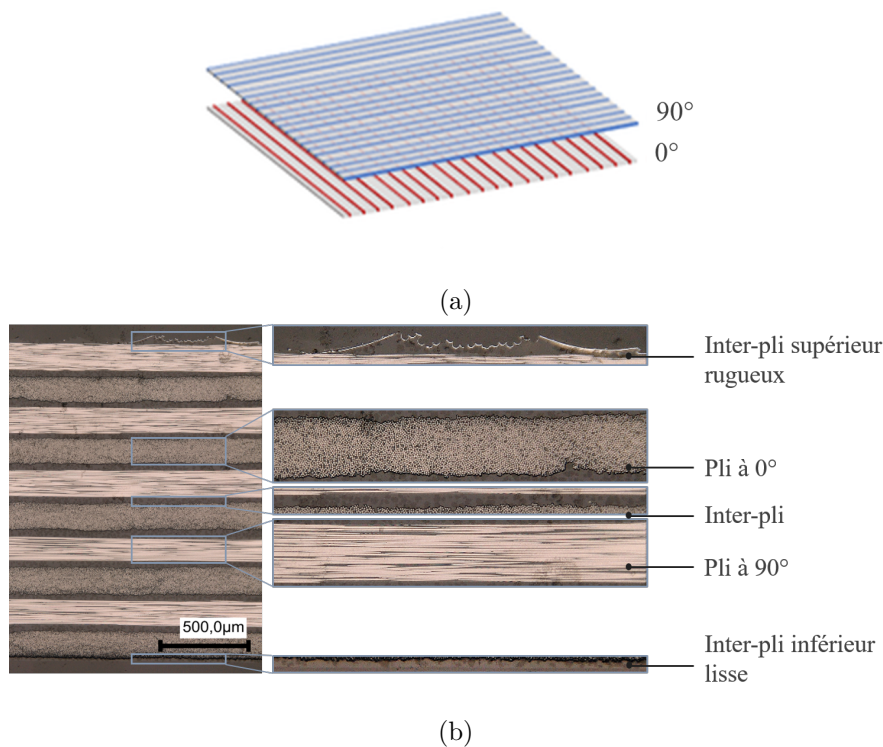 90°
0°
(a)
Inter-pli supérieur
rugueux
Pli à 0°
Inter-pli
Pli à 90°
500,0µm
Inter-pli inférieur
lisse
(b)